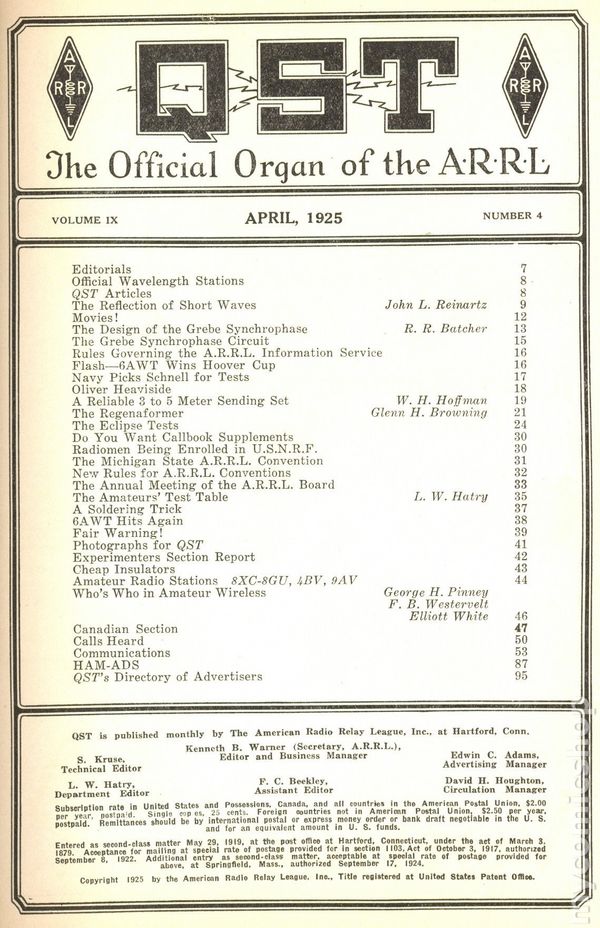 A
R R
L
QST
A
R R
L
The Official Organ of the A·R·R·L
VOLUME IX APRIL, 1925 NUMBER 4
Editorials 7
Official Wavelength Stations 8
QST Articles 8
The Reflection of Short Waves John L. Reinartz 9
Movies! 12
The Design of the Grebe Synchrophase R. R. Batcher 13
The Grebe Synchrophase Circuit 15
Rules Governing the A.R.R.L. Information Service 16
Flash—6AWT Wins Hoover Cup 16
Navy Picks Schnell for Tests 17
Oliver Heaviside 18
A Reliable 3 to 5 Meter Sending Set W. H. Hoffman 19
The Regenaformer Glenn H. Browning 21
The Eclipse Tests 24
Do You Want Callbook Supplements 30
Radiomen Being Enrolled in U.S.N.R.F. 30
The Michigan State A.R.R.L. Convention 31
New Rules for A.R.R.L. Conventions 32
The Annual Meeting of the A.R.R.L. Board 33
The Amateurs' Test Table L. W. Hatry 35
A Soldering Trick 37
6AWT Hits Again 38
Fair Warning! 39
Photographs for QST 41
Experimenters Section Report 42
Cheap Insulators 43
Amateur Radio Stations 8XC-8GU, 4BV, 9AV 44
Who's Who in Amateur Wireless George H. Pinney
F. B. Westervelt
Elliott White 46
Canadian Section 47
Calls Heard 50
Communications 53
HAM-ADS 87
QST's Directory of Advertisers 95
QST is published monthly by The American Radio Relay League, Inc., at Hartford, Conn.
Kenneth B. Warner (Secretary, A.R.R.L.),
Editor and Business Manager
S. Kruse,
Technical Editor
Edwin C. Adams,
Advertising Manager
L. W. Hatry,
Department Editor
F. C. Beekley,
Assistant Editor
David H. Houghton,
Circulation Manager
Subscription rate in United States and Possessions, Canada, and all countries in the American Postal Union, $2.00
per year, postpaid. Single copies, 25 cents. Foreign countries not in American Postal Union, $2.50 per year,
postpaid. Remittances should be by international postal or express money order or bank draft negotiable in the U. S.
and for an equivalent amount in U. S. funds.
Entered as second-class matter May 29, 1919, at the post office at Hartford, Connecticut, under the act of March 3,
1879. Acceptance for mailing at special rate of postage provided for in section 1103, Act of October 3, 1917, authorized
September 8, 1922. Additional entry as second-class matter, acceptable at special rate of postage provided for
above, at Springfield, Mass., authorized September 17, 1924.
Copyright 1925 by the American Radio Relay League, Inc., Title registered at United States Patent Office.
mycomicshop